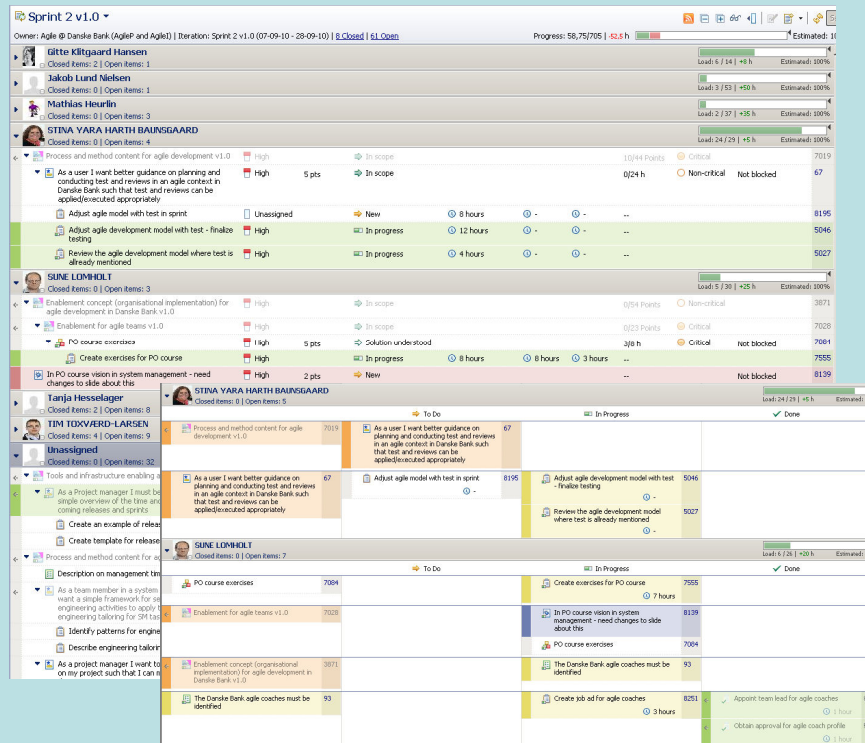 Sprint 2 v1.0
Owner: Agile @ Danske Bank (AgileP and AgileI) | Iteration: Sprint 2 v1.0 (07-09-10 - 28-09-10) | 8 Closed | 61 Open Progress: 58,75/705 | -52,5 h Estimated: 10
Gitte Klitgaard Hansen
Closed items: 2 | Open items: 1 Load: 6 / 14 | +8 h Estimated: 100%
Jakob Lund Nielsen
Closed items: 0 | Open items: 1 Load: 3 / 53 | +50 h Estimated: 100%
Mathias Heurlin
Closed items: 0 | Open items: 3 Load: 2 / 37 | +35 h Estimated: 100%
STINA YARA HARTH BAUNSGAARD
Closed items: 0 | Open items: 4 Load: 24 / 29 | +5 h Estimated: 100%
Process and method content for agile development v1.0 High In scope 10/44 Points Critical 7019
As a user I want better guidance on planning and High 5 pts In scope 0/24 h Non-critical Not blocked 67
conducting test and reviews in an agile context in
Danske Bank such that test and reviews can be
applied/executed appropriately
Adjust agile model with test in sprint Unassigned New 8 hours - - -- 8195
Adjust agile development model with test - finalize High In progress 12 hours - - -- 5046
testing
Review the agile development model where test is High In progress 4 hours - - -- 5027
allready mentioned
SUNE LOMHOLT
Closed items: 0 | Open items: 3 Load: 5 / 30 | +25 h Estimated: 100%
Enablement concept (organisational implementation) for High In scope 0/54 Points Non-critical 3871
agile development in Danske Bank v1.0
Enablement for agile teams v1.0 High In scope 0/23 Points Critical 7028
PO course exercises High 5 pts Solution understood 3/8 h Critical Not blocked 7084
Create exercises for PO course High In progress 8 hours 8 hours 3 hours -- 7555
In PO course vision in system management - need High 2 pts New -- Not blocked 8139
changes to slide about this
Tanja Hesselager
Closed items: 2 | Open items: 8
TIM TOXVÆRD-LARSEN
Closed items: 4 | Open items: 9
Unassigned
Closed items: 0 | Open items: 32
Tools and infrastructure enabling a
As a Project manager I must be
simple overview of the time and
coming releases and sprints
Create an example of releas
Create template for release
Process and method content for ag
Description on management tim
As a team member in a system
want a simple framework for se
engineering activities to apply t
engineering tailoring for SM tas
Identify patterns for engine
Describe engineering tailorin
As a project manager I want to
on my project such that I can m
STINA YARA HARTH BAUNSGAARD
Closed items: 0 | Open items: 5 Load: 24 / 29 | +5 h Estimated:
To Do In Progress Done
Process and method content for agile 7019 As a user I want better guidance on 67
development v1.0 planning and conducting test and reviews
in an agile context in Danske Bank such
that test and reviews can be
applied/executed appropriately
As a user I want better guidance on 67 Adjust agile model with test in sprint 8195 Adjust agile development model with test 5046
planning and conducting test and reviews - - finalize testing
in an agile context in Danske Bank such -
that test and reviews can be Review the agile development model 5027
applied/executed appropriately where test is allready mentioned
-
SUNE LOMHOLT
Closed items: 0 | Open items: 7 Load: 6 / 26 | +20 h Estimated:
To Do In Progress Done
PO course exercises 7084 Create exercises for PO course 7555
7 hours
Enablement for agile teams v1.0 7028 In PO course vision in system 8139
management - need changes to slide
about this
PO course exercises 7084
Enablement concept (organisational 3871 The Danske Bank agile coaches must be 93
implementation) for agile development in identified
Danske Bank v1.0
The Danske Bank agile coaches must be 93 Create job ad for agile coaches 8251 Appoint team lead for agile coaches
identified 3 hours 1 hour
Obtain approval for agile coach profile
1 hour